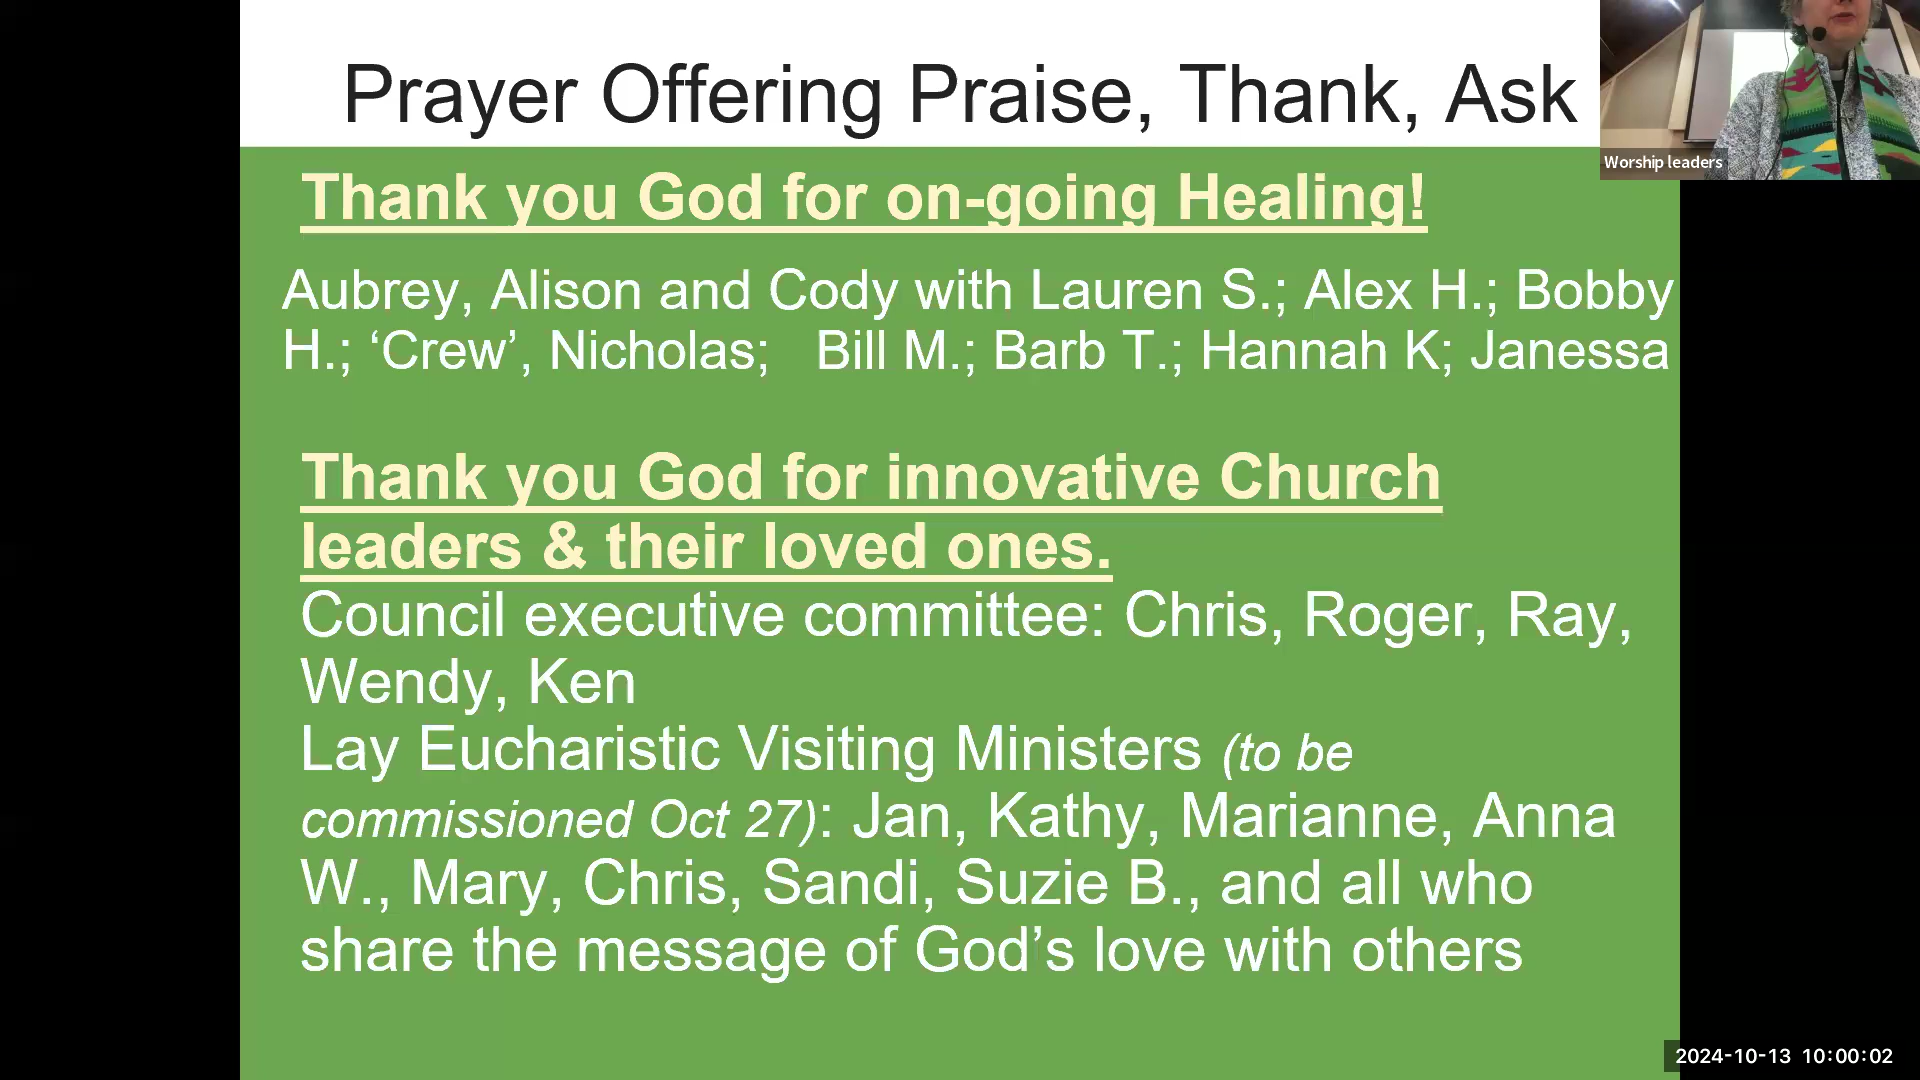 Prayer Offering Praise, Thank, Ask
Worship leaders
Thank you God for on-going Healing!
Aubrey, Alison and Cody with Lauren S.; Alex H.; Bobby
H.; ‘Crew’, Nicholas;   Bill M.; Barb T.; Hannah K; Janessa
Thank you God for innovative Church
leaders & their loved ones.
Council executive committee: Chris, Roger, Ray,
Wendy, Ken
Lay Eucharistic Visiting Ministers (to be
commissioned Oct 27): Jan, Kathy, Marianne, Anna
W., Mary, Chris, Sandi, Suzie B., and all who
share the message of God’s love with others
2024-10-13 10:00:02